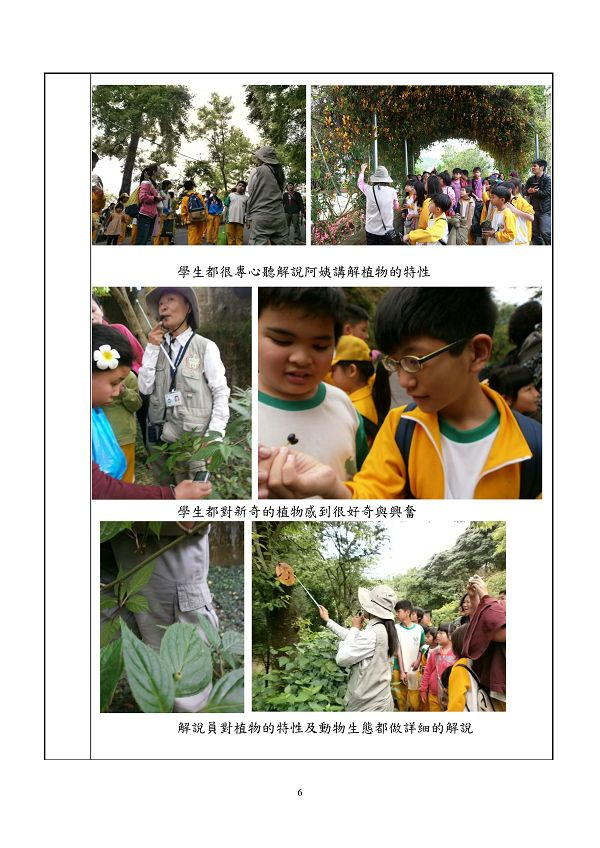 學生都很專心聽解說阿姨講解植物的特性
學生都對新奇的植物感到很好奇與興奮
解說員對植物的特性及動物生態都做詳細的解說
6